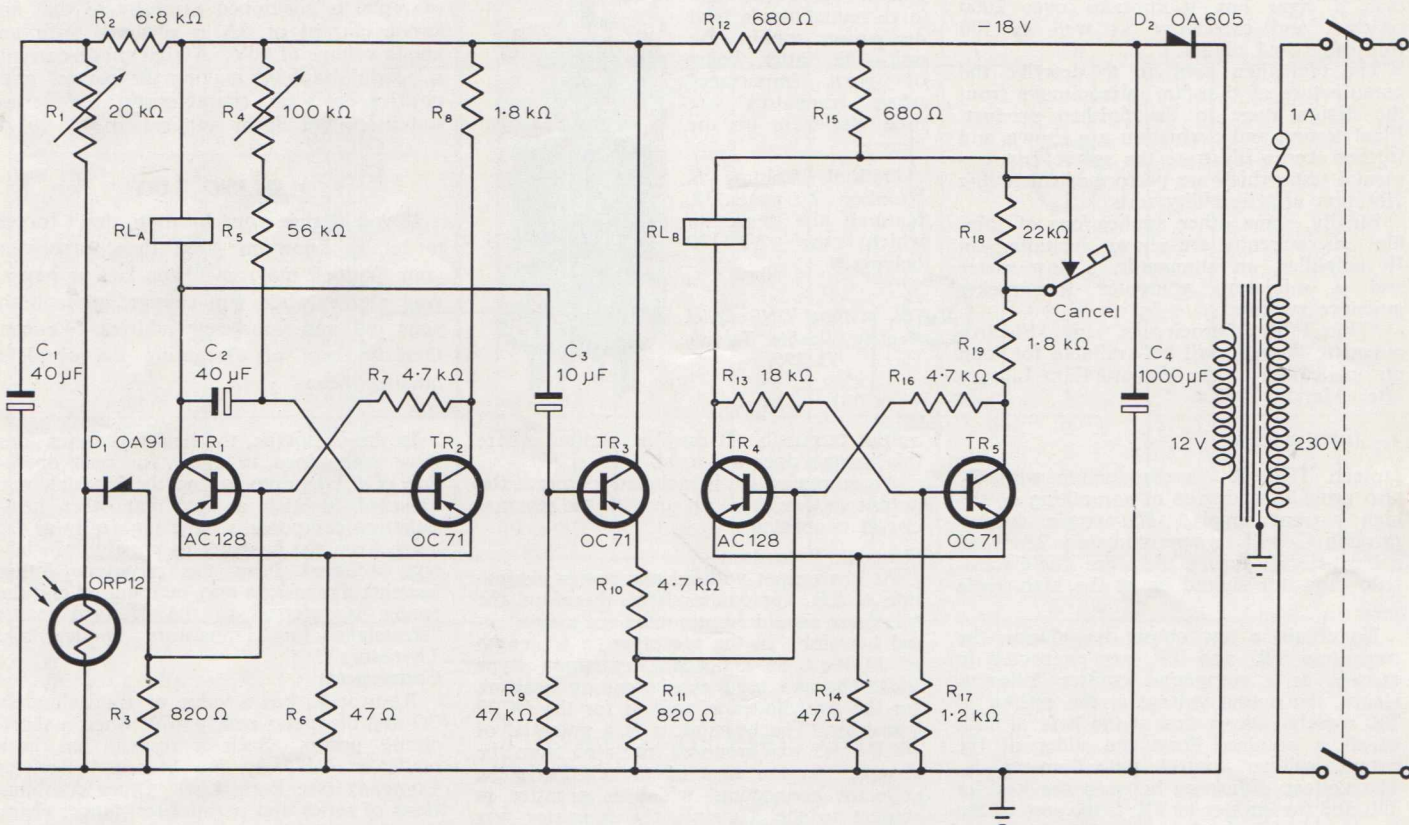 R2 6·8 kΩ
R12 680 Ω
−18 V
D2 OA 605
R1 20 kΩ
R4 100 kΩ
R8 1·8 kΩ
R15 680 Ω
1 A
RLA
R5 56 kΩ
RLB
R18 22kΩ
Cancel
R19 1·8 kΩ
C1 40 µF
C2 40 µF
R7 4·7 kΩ
C3 10 µF
R13 18 kΩ
R16 4·7 kΩ
C4 1000 µF
12 V
230V
D1 OA91
TR1
TR2
TR3
TR4
TR5
AC128
OC 71
OC71
AC128
OC 71
ORP12
R10 4·7 kΩ
R3 820 Ω
R6 47 Ω
R9 47 kΩ
R11 820 Ω
R14 47 Ω
R17 1·2 kΩ